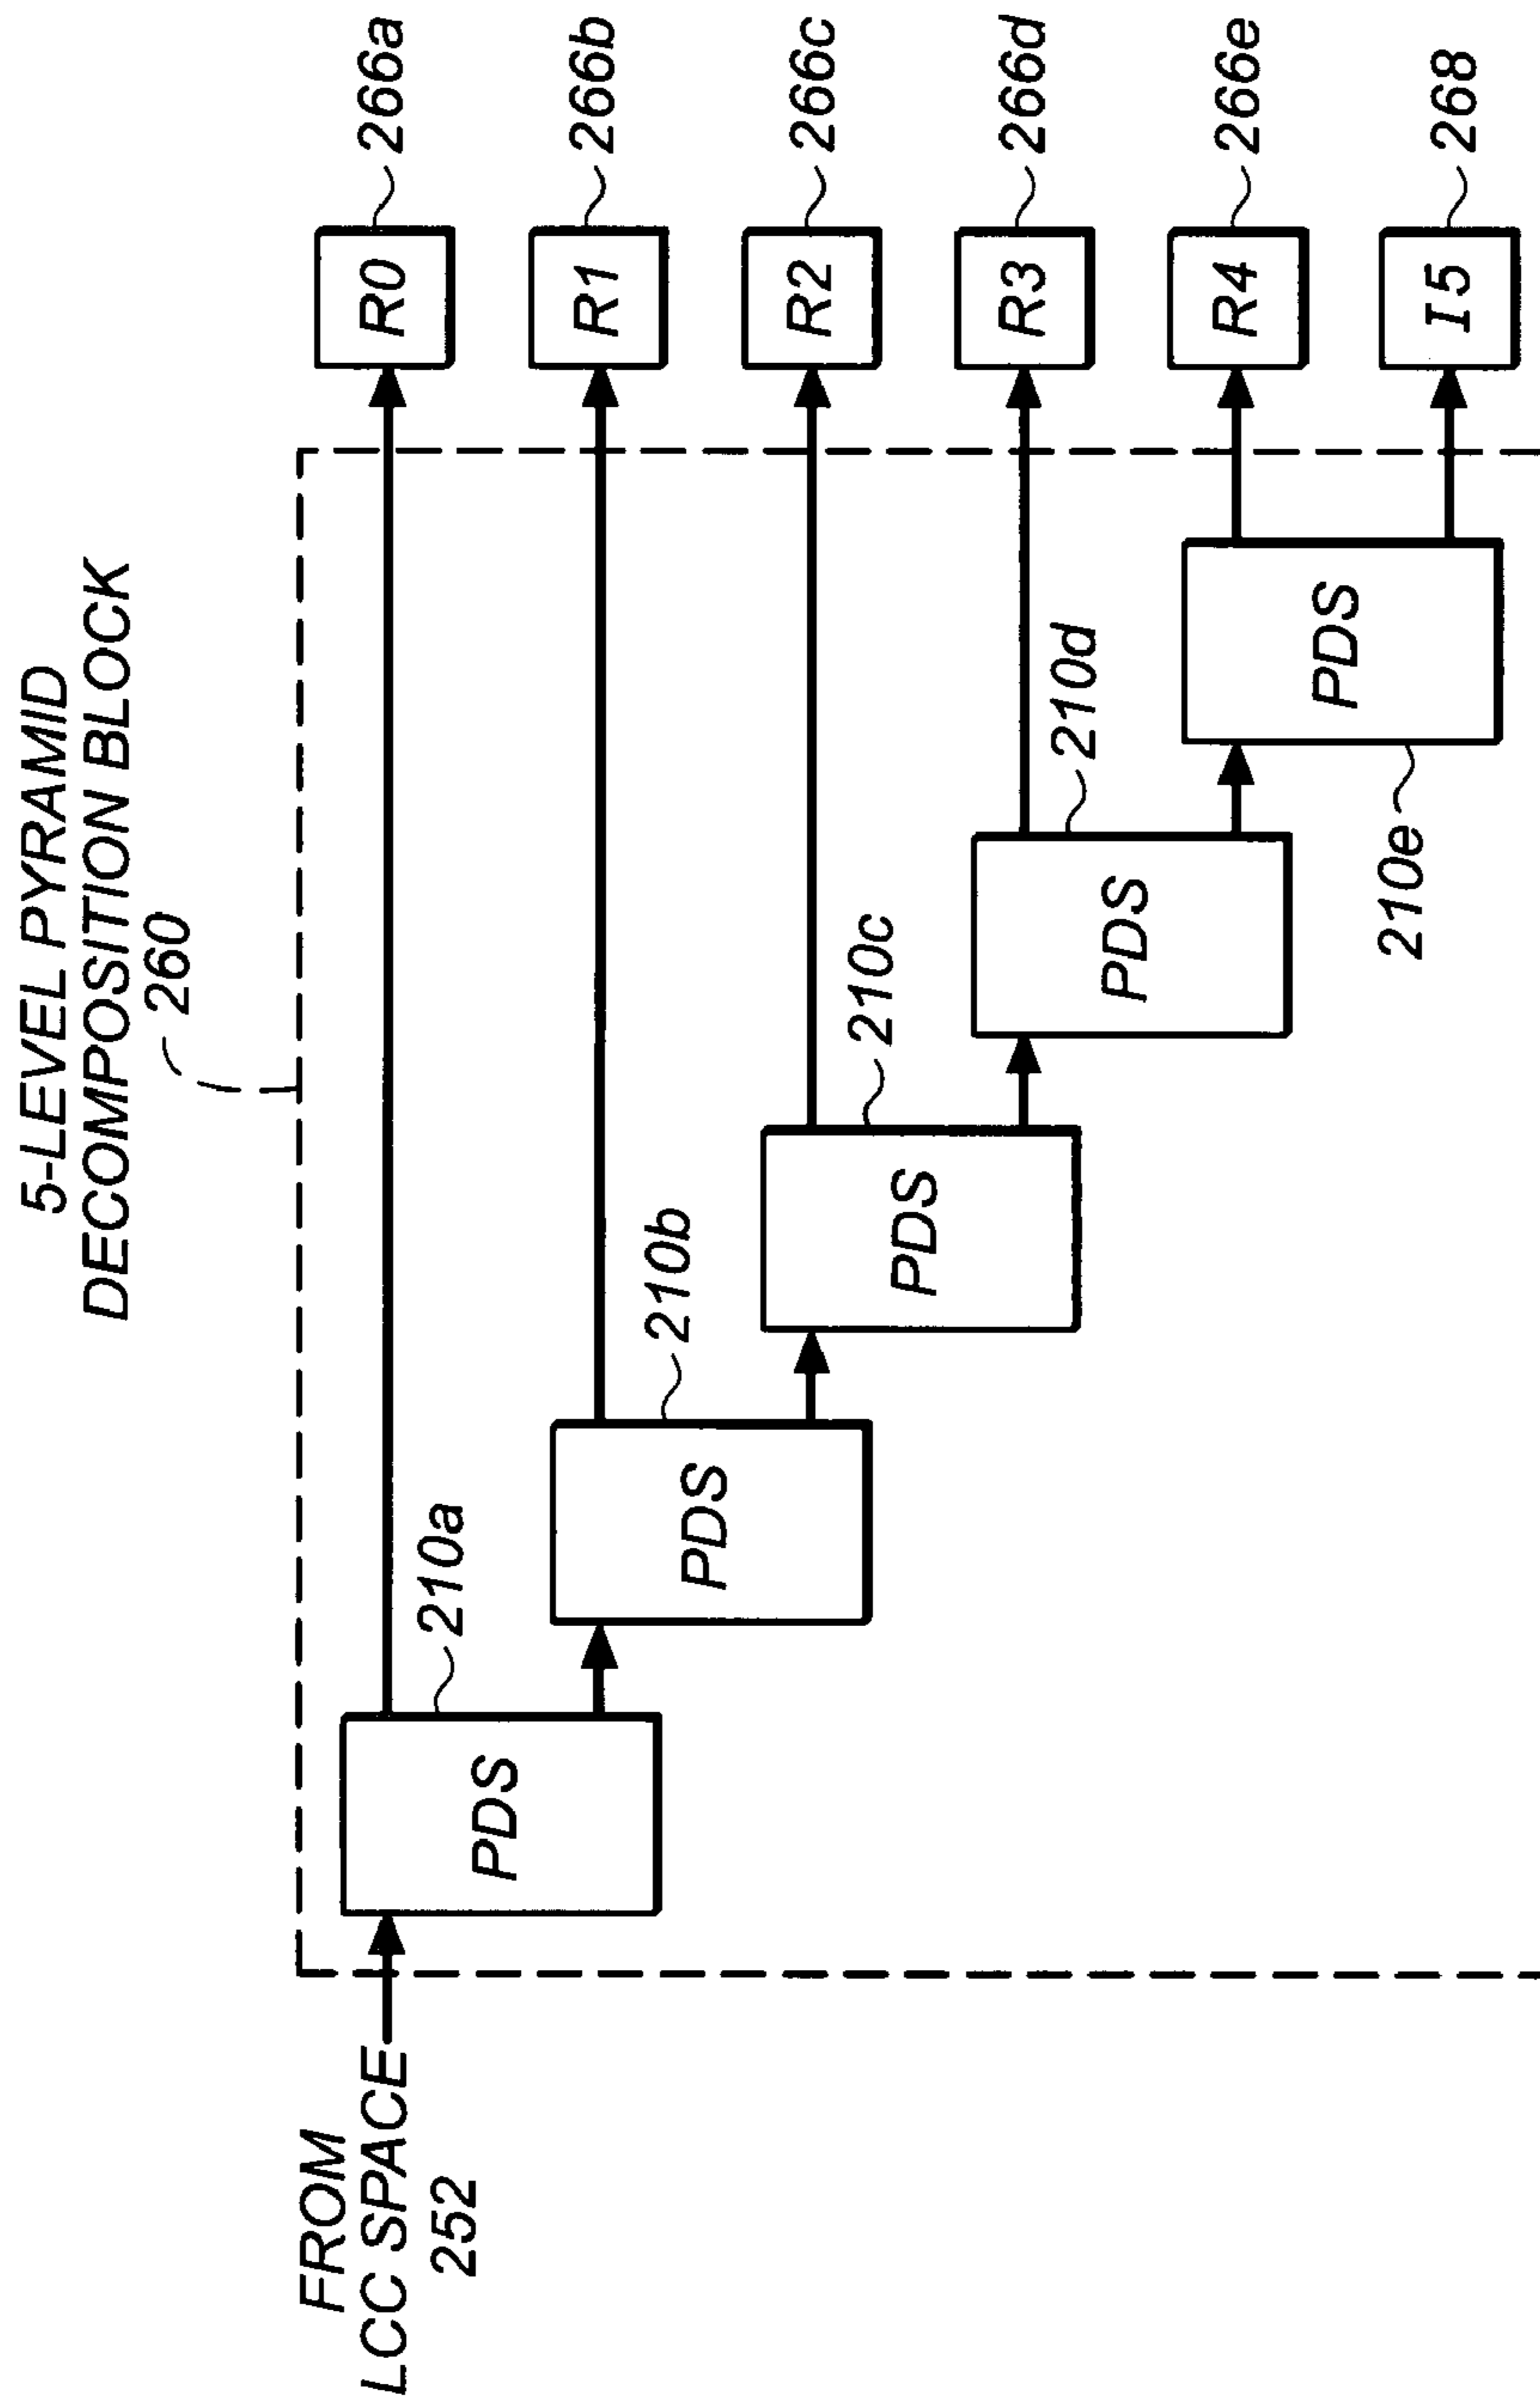 5-LEVEL PYRAMID
DECOMPOSITION BLOCK
260
FROM
LCC SPACE
252
PDS
210a
PDS
210b
PDS
210c
PDS
210d
PDS
210e
R0
266a
R1
266b
R2
266c
R3
266d
R4
266e
I5
268